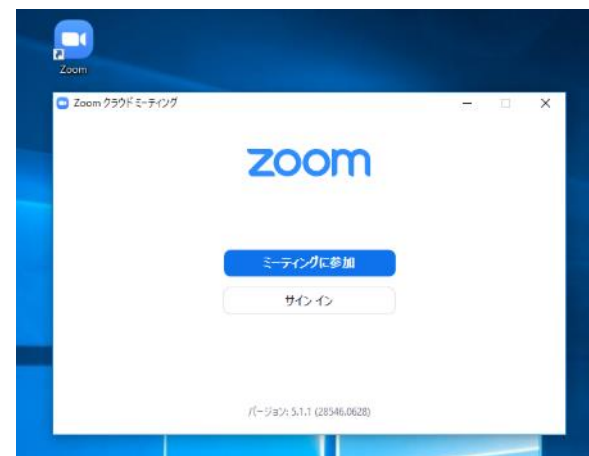 Zoom
Zoom クラウド ミーティング
zoom
ミーティングに参加
サイン イン
バージョン: 5.1.1 (28546.0628)